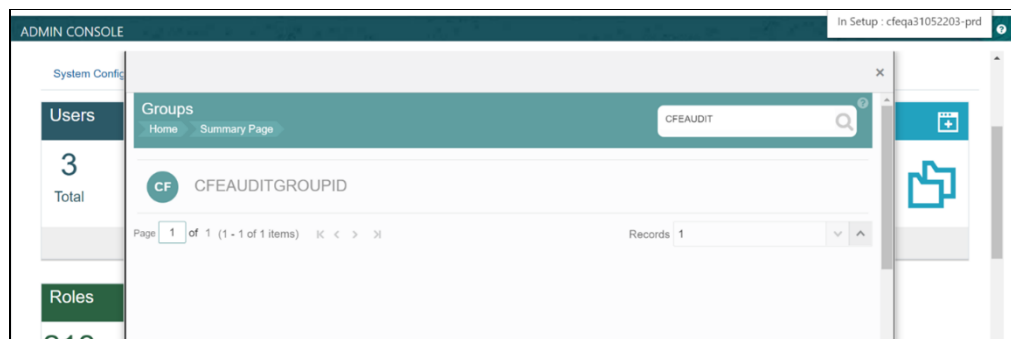 In Setup : cfeqa31052203-prd
ADMIN CONSOLE
System Config
Groups
Home Summary Page
CFEAUDIT
Users
3
Total
CF CFEAUDITGROUPID
Page 1 of 1 (1 - 1 of 1 items) Records 1
Roles